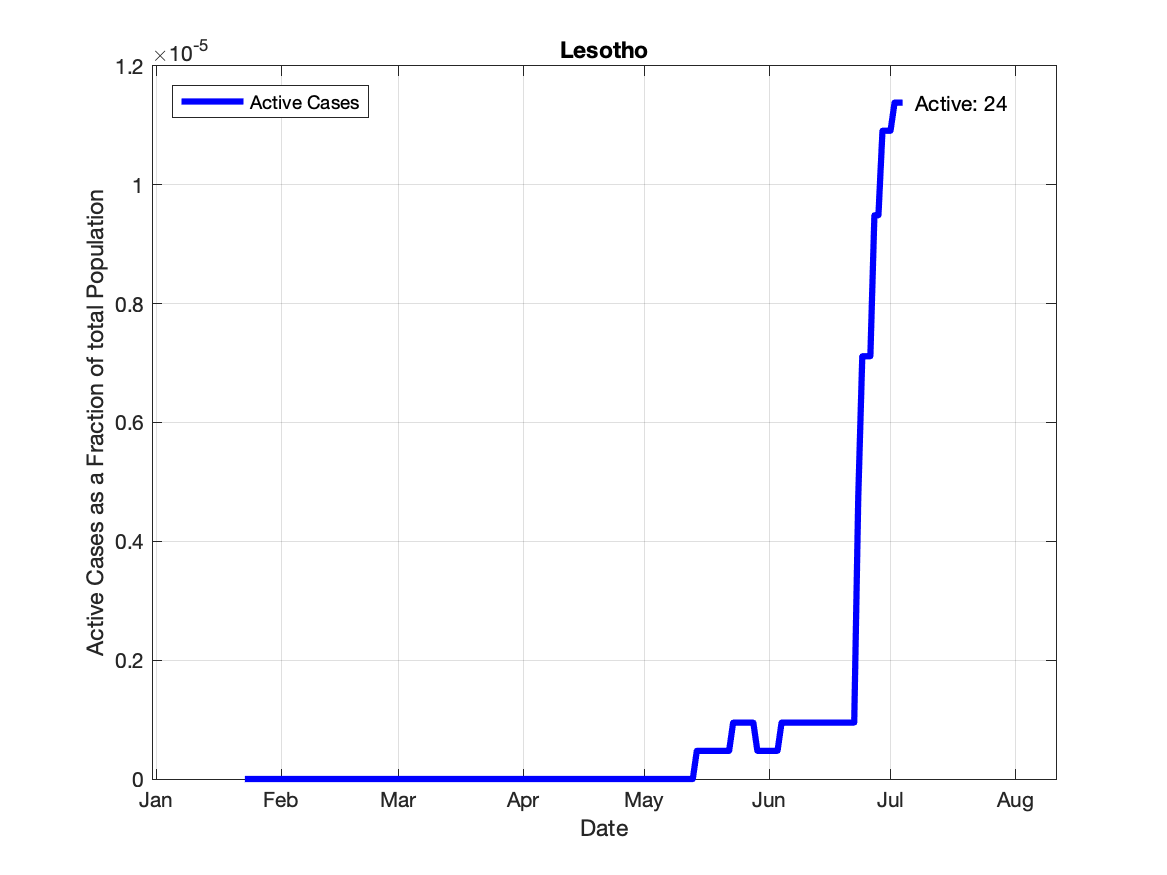 Lesotho
×10-5
1.2
1
0.8
0.6
0.4
0.2
0
Active Cases as a Fraction of total Population
Active Cases
Active: 24
Jan Feb Mar Apr May Jun Jul Aug
Date